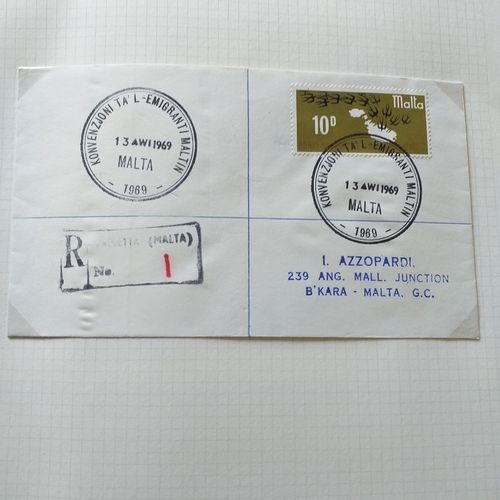 KONVENZJONI TA' L-EMIGRANTI MALTIN
13 AWI 1969
MALTA
- 1969 -
Malta
10D
KONVENZJONI TA' L-EMIGRANTI MALTIN
13 AWI 1969
MALTA
- 1969 -
R
VALLETTA (MALTA)
No. 1
I. AZZOPARDI,
239 ANG. MALL. JUNCTION
B'KARA - MALTA. G.C.